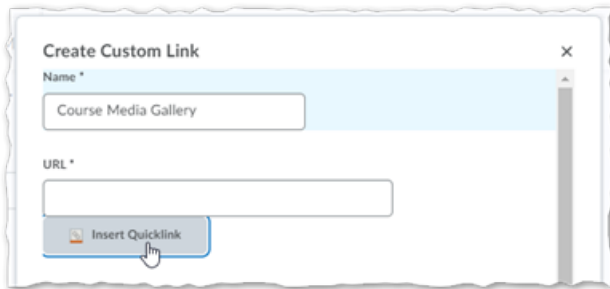 Create Custom Link
Name *
Course Media Gallery
URL *
Insert Quicklink